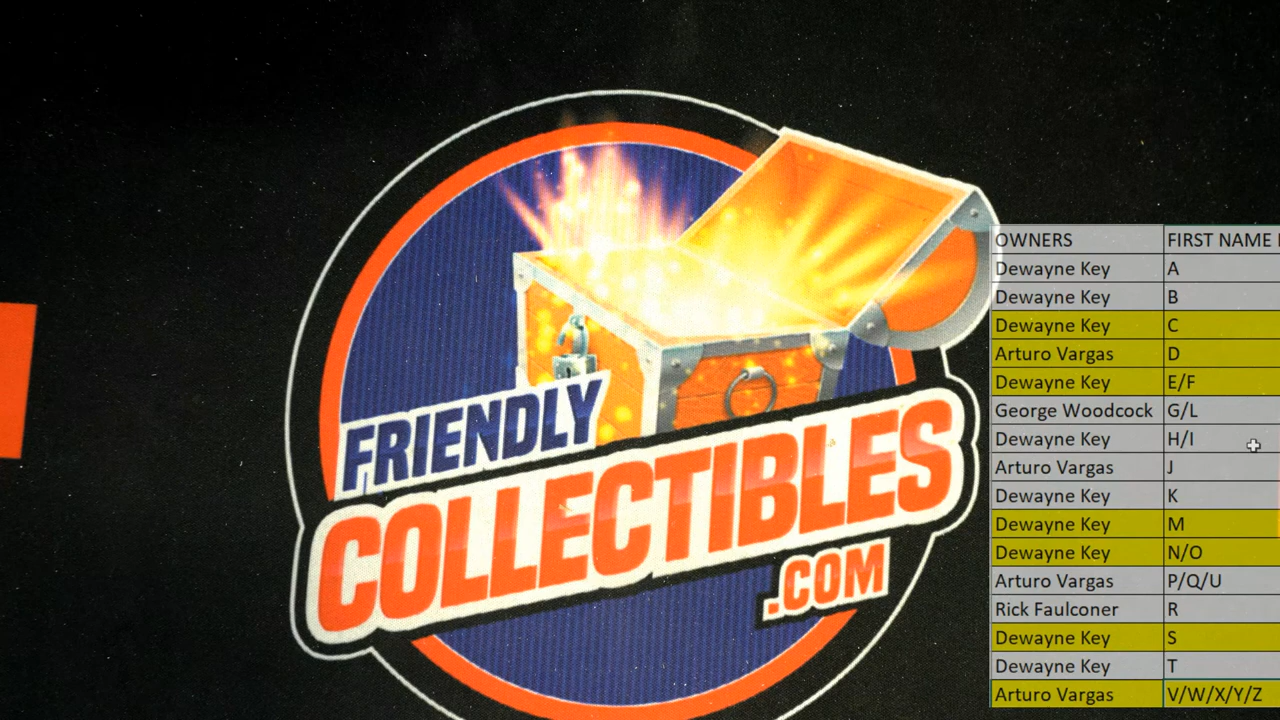 FRIENDLY
COLLECTIBLES
.COM
OWNERS FIRST NAME
Dewayne Key A
Dewayne Key B
Dewayne Key C
Arturo Vargas D
Dewayne Key E/F
George Woodcock G/L
Dewayne Key H/I
Arturo Vargas J
Dewayne Key K
Dewayne Key M
Dewayne Key N/O
Arturo Vargas P/Q/U
Rick Faulconer R
Dewayne Key S
Dewayne Key T
Arturo Vargas V/W/X/Y/Z